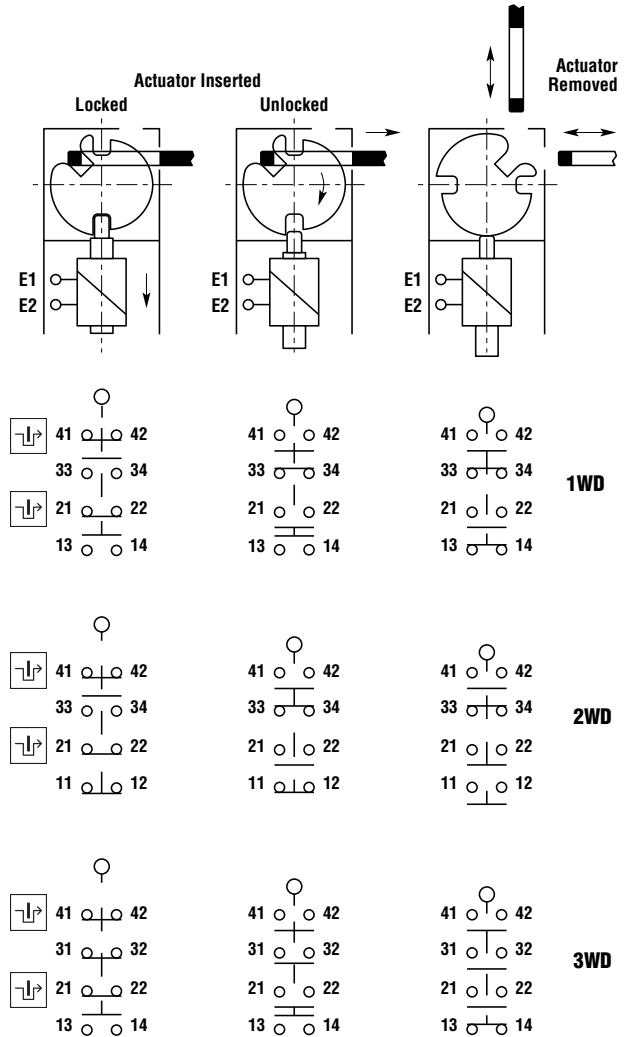 Actuator Inserted
Actuator
Removed
Locked
Unlocked
E1
E2
E1
E2
E1
E2
41 42 41 42 41 42
33 34 33 34 33 34
1WD
21 22 21 22 21 22
13 14 13 14 13 14
41 42 41 42 41 42
33 34 33 34 33 34
2WD
21 22 21 22 21 22
11 12 11 12 11 12
41 42 41 42 41 42
31 32 31 32 31 32
3WD
21 22 21 22 21 22
13 14 13 14 13 14